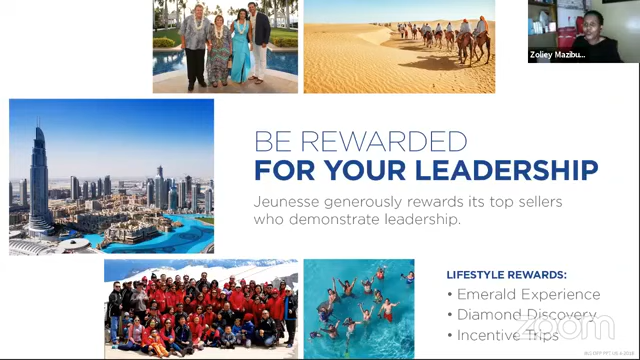 Zoliey Mazibu...
BE REWARDED
FOR YOUR LEADERSHIP
Jeunesse generously rewards its top sellers
who demonstrate leadership.
LIFESTYLE REWARDS:
• Emerald Experience
• Diamond Discovery
• Incentive Trips
zoom